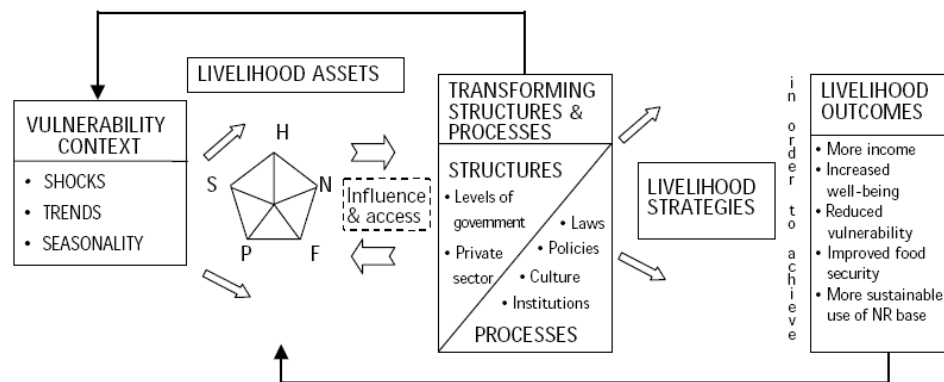 LIVELIHOOD ASSETS
VULNERABILITY
CONTEXT
• SHOCKS
• TRENDS
• SEASONALITY
H
S
N
P
F
Influence
& access
TRANSFORMING
STRUCTURES &
PROCESSES
STRUCTURES
• Levels of
government
• Private
sector
• Laws
• Policies
• Culture
• Institutions
PROCESSES
LIVELIHOOD
STRATEGIES
in order to achieve
LIVELIHOOD
OUTCOMES
• More income
• Increased
well-being
• Reduced
vulnerability
• Improved food
security
• More sustainable
use of NR base